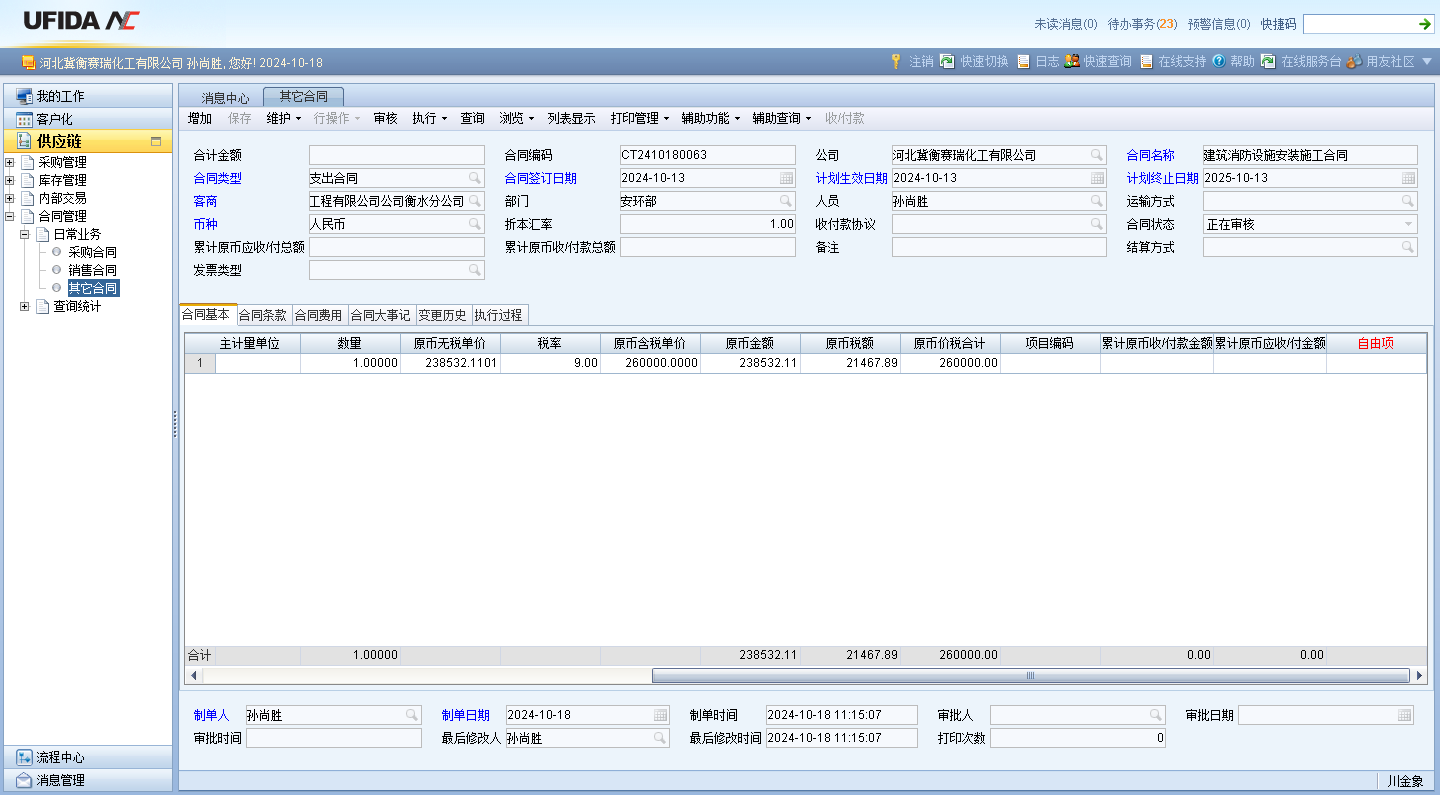 UFIDA NC
未读消息(0) 待办事务(23) 预警信息(0) 快捷码
河北冀衡赛瑞化工有限公司 孙尚胜, 您好! 2024-10-18
注销 快速切换 日志 快速查询 在线支持 帮助 在线服务台 用友社区
我的工作
客户化
供应链
采购管理
库存管理
内部交易
合同管理
日常业务
采购合同
销售合同
其它合同
查询统计
流程中心
消息管理
消息中心 其它合同
增加 保存 维护 行操作 审核 执行 查询 浏览 列表显示 打印管理 辅助功能 辅助查询 收/付款
合计金额 合同编码 CT2410180063 公司 河北冀衡赛瑞化工有限公司 合同名称 建筑消防设施安装施工合同
合同类型 支出合同 合同签订日期 2024-10-13 计划生效日期 2024-10-13 计划终止日期 2025-10-13
客商 工程有限公司公司衡水分公司 部门 安环部 人员 孙尚胜 运输方式
币种 人民币 折本汇率 1.00 收付款协议 合同状态 正在审核
累计原币应收/付总额 累计原币收/付款总额 备注 结算方式
发票类型
合同基本 合同条款 合同费用 合同大事记 变更历史 执行过程
主计量单位 数量 原币无税单价 税率 原币含税单价 原币金额 原币税额 原币价税合计 项目编码 累计原币收/付款金额 累计原币应收/付金额 自由项
1 1.00000 238532.1101 9.00 260000.0000 238532.11 21467.89 260000.00
合计 1.00000 238532.11 21467.89 260000.00 0.00 0.00
制单人 孙尚胜 制单日期 2024-10-18 制单时间 2024-10-18 11:15:07 审批人 审批日期
审批时间 最后修改人 孙尚胜 最后修改时间 2024-10-18 11:15:07 打印次数 0
川金象